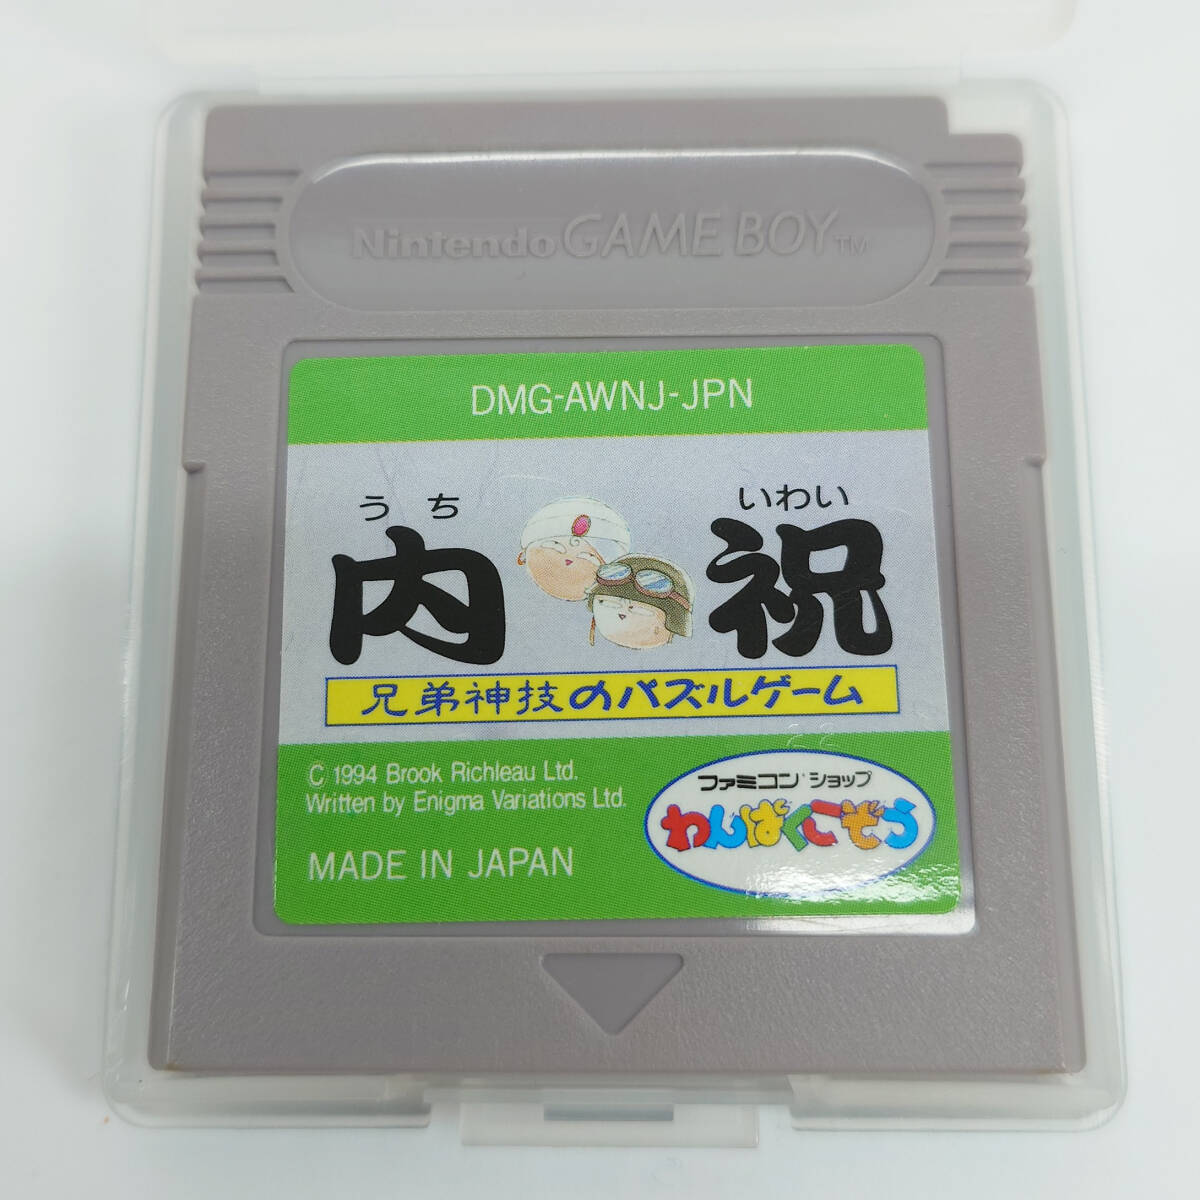 Nintendo GAME BOY™
DMG-AWNJ-JPN
うち いわい
内祝
兄弟神技のパズルゲーム
© 1994 Brook Richleau Ltd.
Written by Enigma Variations Ltd.
MADE IN JAPAN
ファミコンショップ
わんぱくこぞう